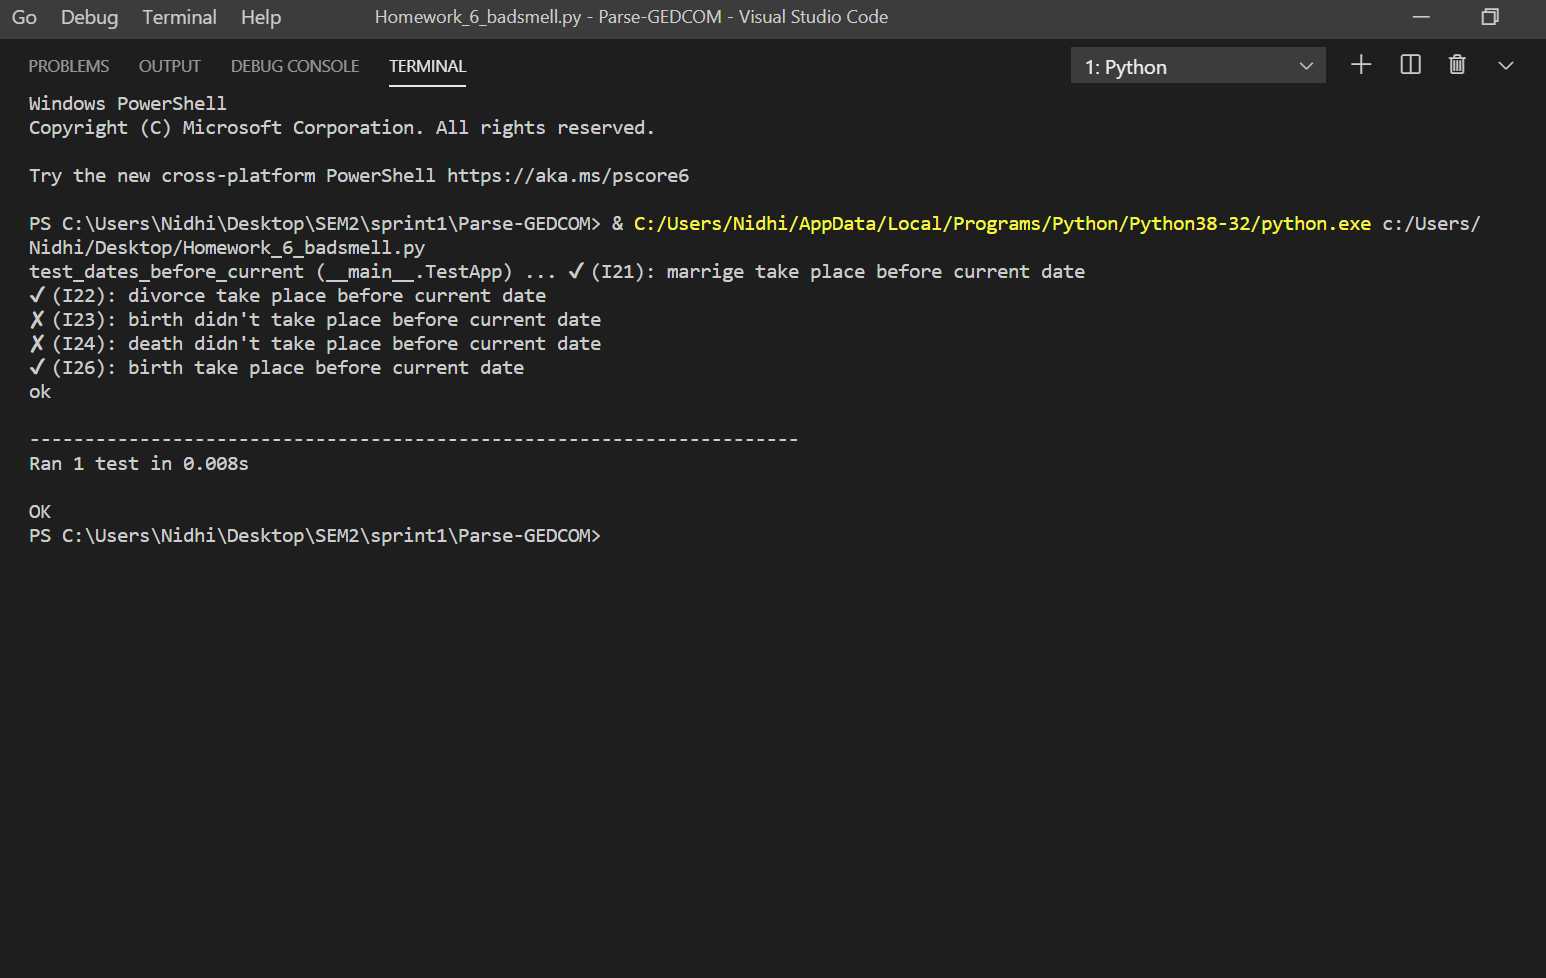 Go Debug Terminal Help Homework_6_badsmell.py - Parse-GEDCOM - Visual Studio Code
PROBLEMS OUTPUT DEBUG CONSOLE TERMINAL 1: Python
Windows PowerShell
Copyright (C) Microsoft Corporation. All rights reserved.
Try the new cross-platform PowerShell https://aka.ms/pscore6
PS C:\Users\Nidhi\Desktop\SEM2\sprint1\Parse-GEDCOM> & C:/Users/Nidhi/AppData/Local/Programs/Python/Python38-32/python.exe c:/Users/
Nidhi/Desktop/Homework_6_badsmell.py
test_dates_before_current (__main__.TestApp) ... ✓ (I21): marrige take place before current date
✓ (I22): divorce take place before current date
✗ (I23): birth didn't take place before current date
✗ (I24): death didn't take place before current date
✓ (I26): birth take place before current date
ok
----------------------------------------------------------------------
Ran 1 test in 0.008s
OK
PS C:\Users\Nidhi\Desktop\SEM2\sprint1\Parse-GEDCOM>